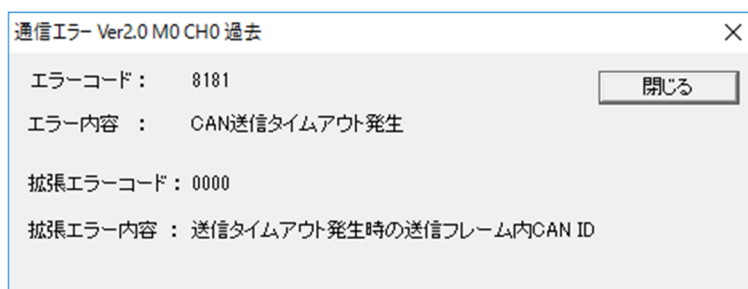 通信エラー Ver2.0 M0 CH0 過去
エラーコード： 8181
閉じる
エラー内容 ： CAN送信タイムアウト発生
拡張エラーコード： 0000
拡張エラー内容 ： 送信タイムアウト発生時の送信フレーム内CAN ID